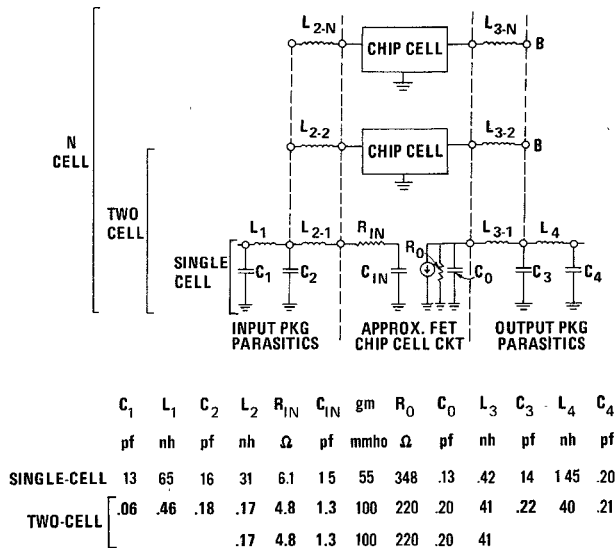 L2-N CHIP CELL L3-N B
N CELL
L2-2 CHIP CELL L3-2 B
TWO CELL
SINGLE CELL
L1 L2-1 RIN R0 L3-1 L4
C1 C2 CIN C0 C3 C4
INPUT PKG PARASITICS
APPROX. FET CHIP CELL CKT
OUTPUT PKG PARASITICS
C1 L1 C2 L2 RIN CIN gm R0 C0 L3 C3 L4 C4
pf nh pf nh Ω pf mmho Ω pf nh pf nh pf
SINGLE-CELL 13 65 16 31 6.1 15 55 348 .13 .42 14 145 .20
TWO-CELL .06 .46 .18 .17 4.8 1.3 100 220 .20 41 .22 40 .21
.17 4.8 1.3 100 220 .20 41